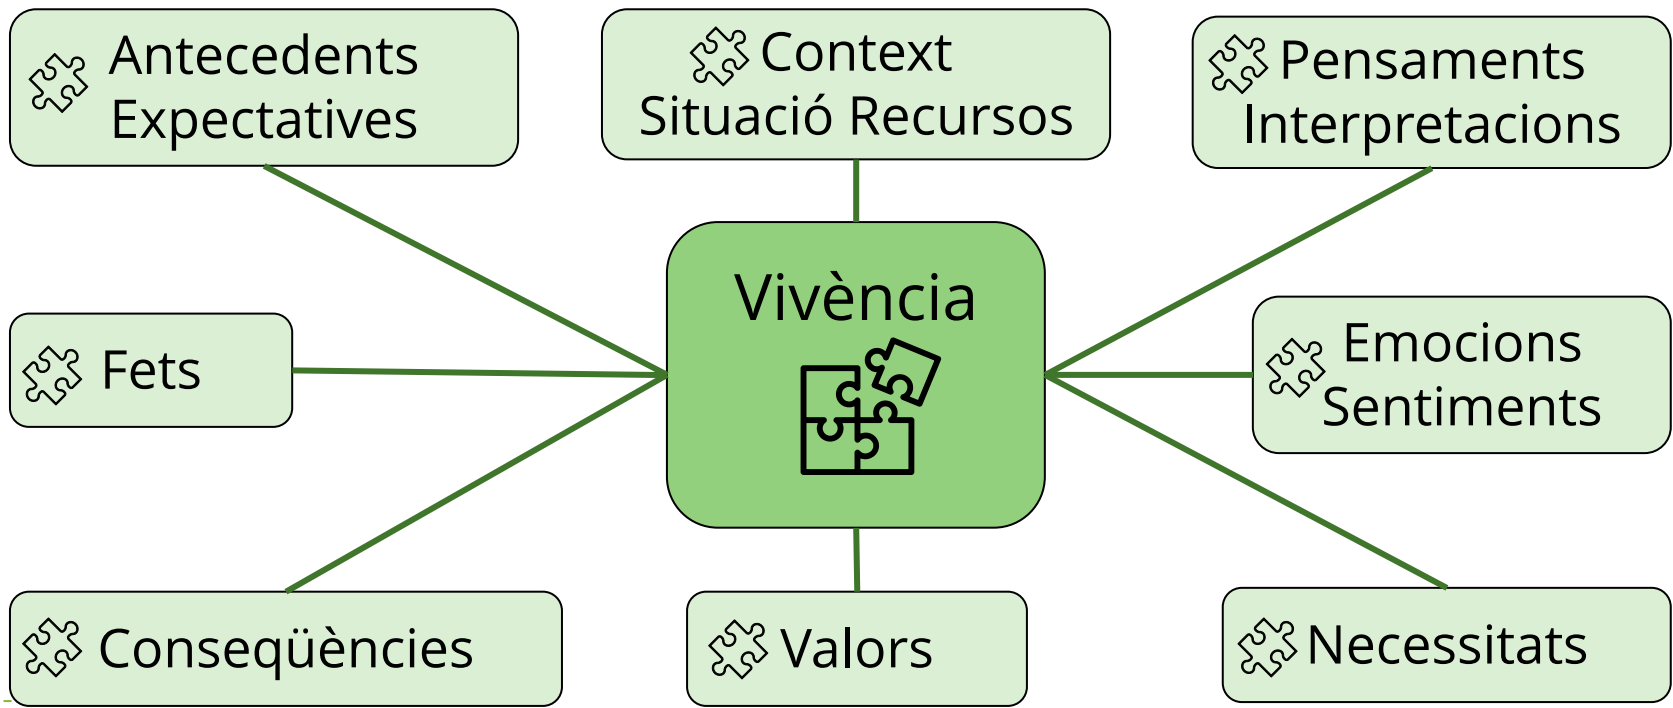 Antecedents
Expectatives
Context
Situació Recursos
Pensaments
Interpretacions
Vivència
Fets
Emocions
Sentiments
Conseqüències
Valors
Necessitats